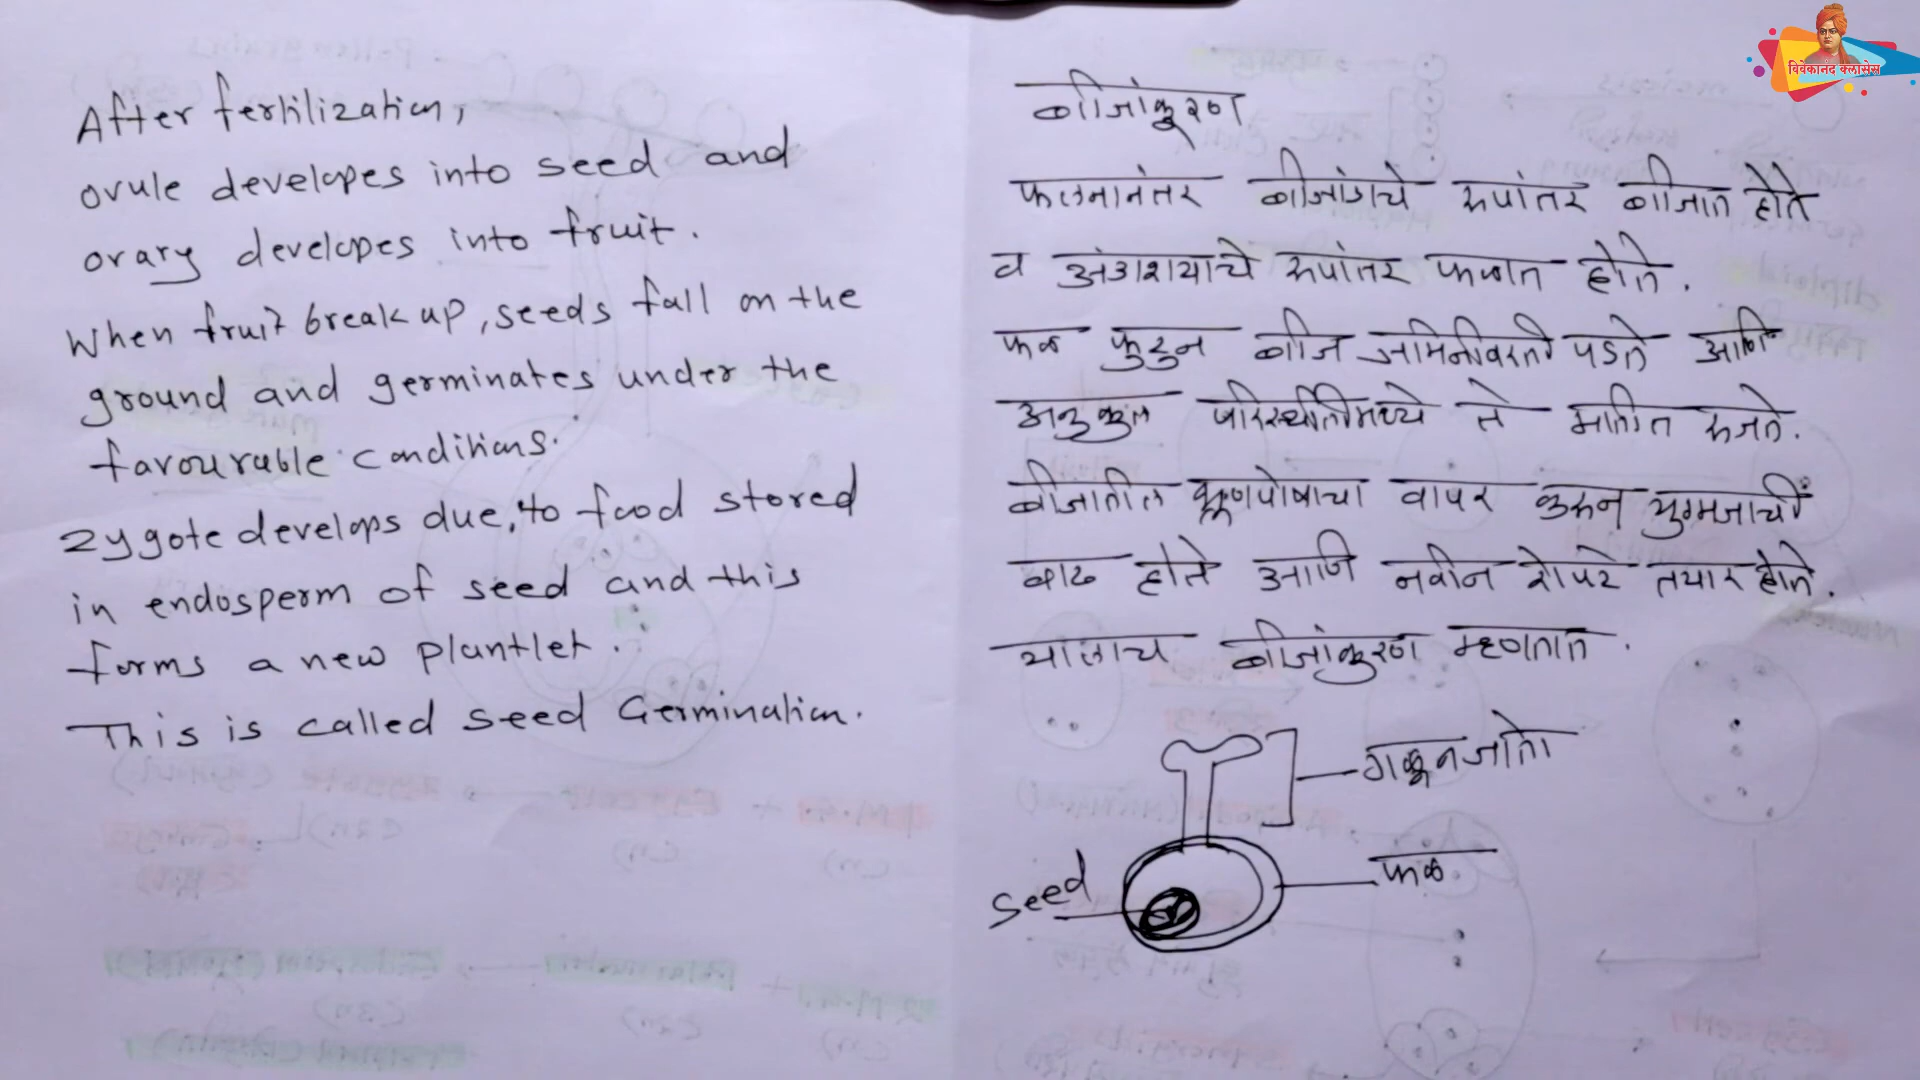 After fertilization,
ovule developes into seed and
orary developes into fruit.
When fruit break up, seeds fall on the
ground and germinates under the
favourable conditions.
zygote develops due, to food stored
in endosperm of seed and this
forms a new plantlet.
This is called seed Germination.
बीजांकूरण
फलनानंतर बीजांडाचे रुपांतर बीजात होते
व अंडाशयाचे रुपांतर फळात होते.
फळ फुटुन बीज जमिनीवरती पडते आणि
अनुकुल परिस्थीतीमध्ये ते मातीत रुजते.
बीजातील भ्रूणपोषाचा वापर करुन युग्मजाची
वाढ होते आणि नवीन रोपटे तयार होते.
यालाच बीजांकुरण म्हणतात.
गळून जाते
फळ
seed
विवेकानंद क्लासेस